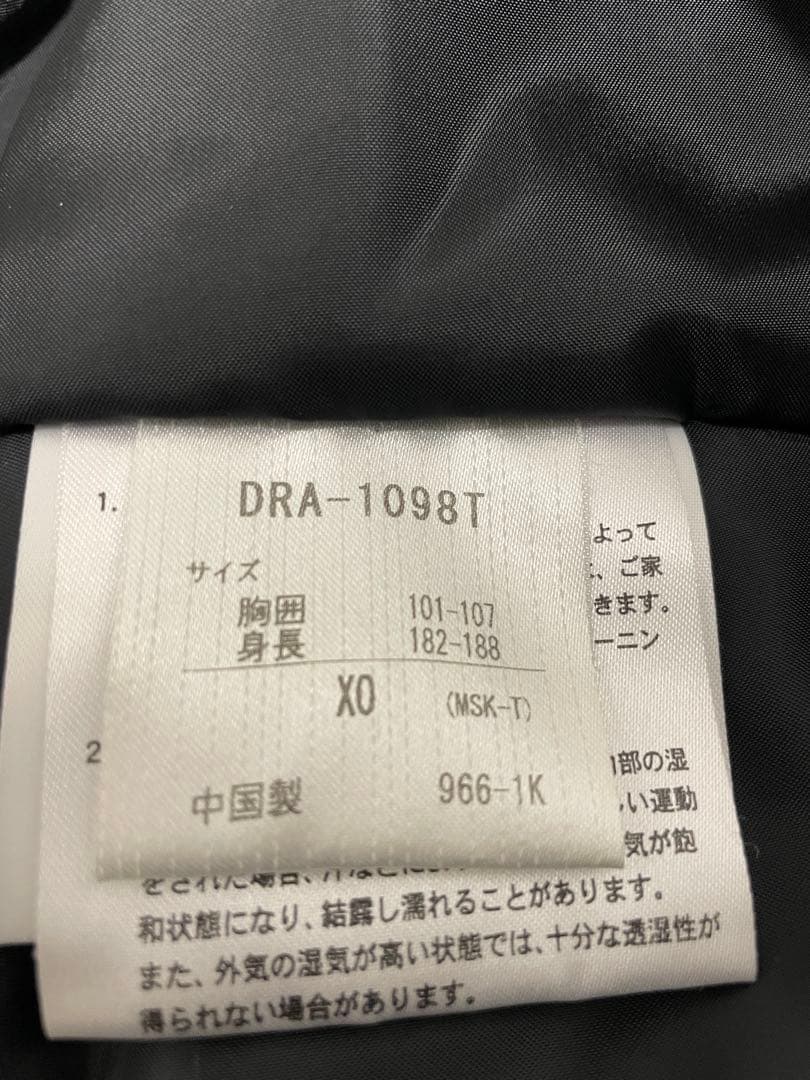 DRA-1098T
サイズ
胸囲 101-107
身長 182-188
XO (MSK-T)
中国製 966-1K
1.
よって
、ご家
きます。
ーニン
2
部の湿
い運動
気が飽
和状態になり、結露し濡れることがあります。
また、外気の湿気が高い状態では、十分な透湿性が
得られない場合があります。